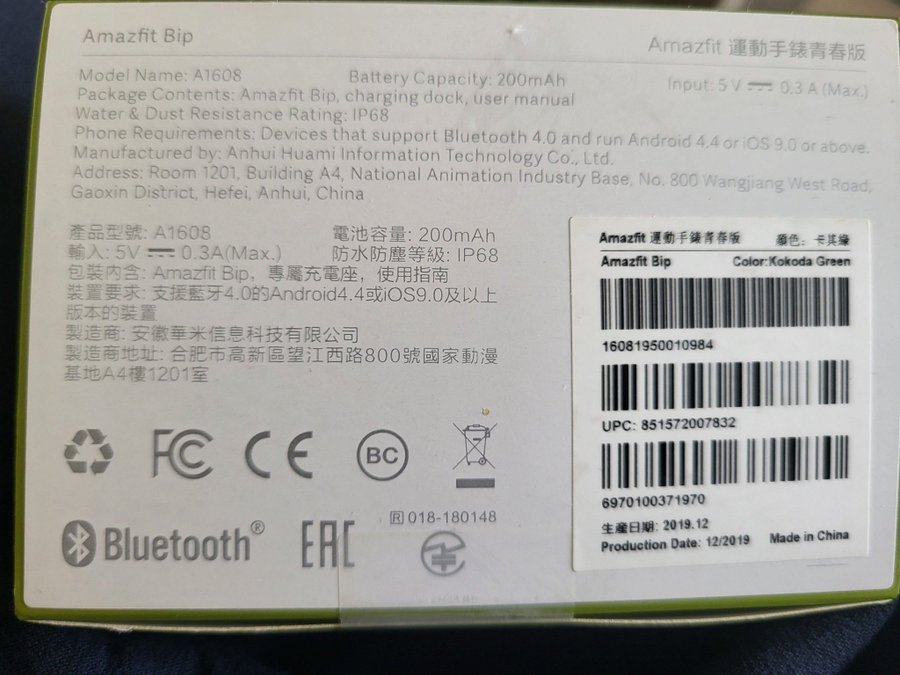 Amazfit Bip
Amazfit 運動手錶青春版
Model Name: A1608 Battery Capacity: 200mAh Input: 5 V ⎓ 0.3 A (Max.)
Package Contents: Amazfit Bip, charging dock, user manual
Water & Dust Resistance Rating: IP68
Phone Requirements: Devices that support Bluetooth 4.0 and run Android 4.4 or iOS 9.0 or above.
Manufactured by: Anhui Huami Information Technology Co., Ltd.
Address: Room 1201, Building A4, National Animation Industry Base, No. 800 Wangjiang West Road,
Gaoxin District, Hefei, Anhui, China
產品型號: A1608 電池容量: 200mAh
輸入: 5V ⎓ 0.3A(Max.) 防水防塵等級: IP68
包裝內含: Amazfit Bip, 專屬充電座, 使用指南
裝置要求: 支援藍牙4.0的Android4.4或iOS9.0及以上
版本的裝置
製造商: 安徽華米信息科技有限公司
製造商地址: 合肥市高新區望江西路800號國家動漫
基地A4樓1201室
FC CE BC
Bluetooth® EAC
R 018-180148
Amazfit 運動手錶青春版 顏色: 卡其綠
Amazfit Bip Color:Kokoda Green
16081950010984
UPC: 851572007832
6970100371970
生產日期: 2019.12
Production Date: 12/2019 Made in China